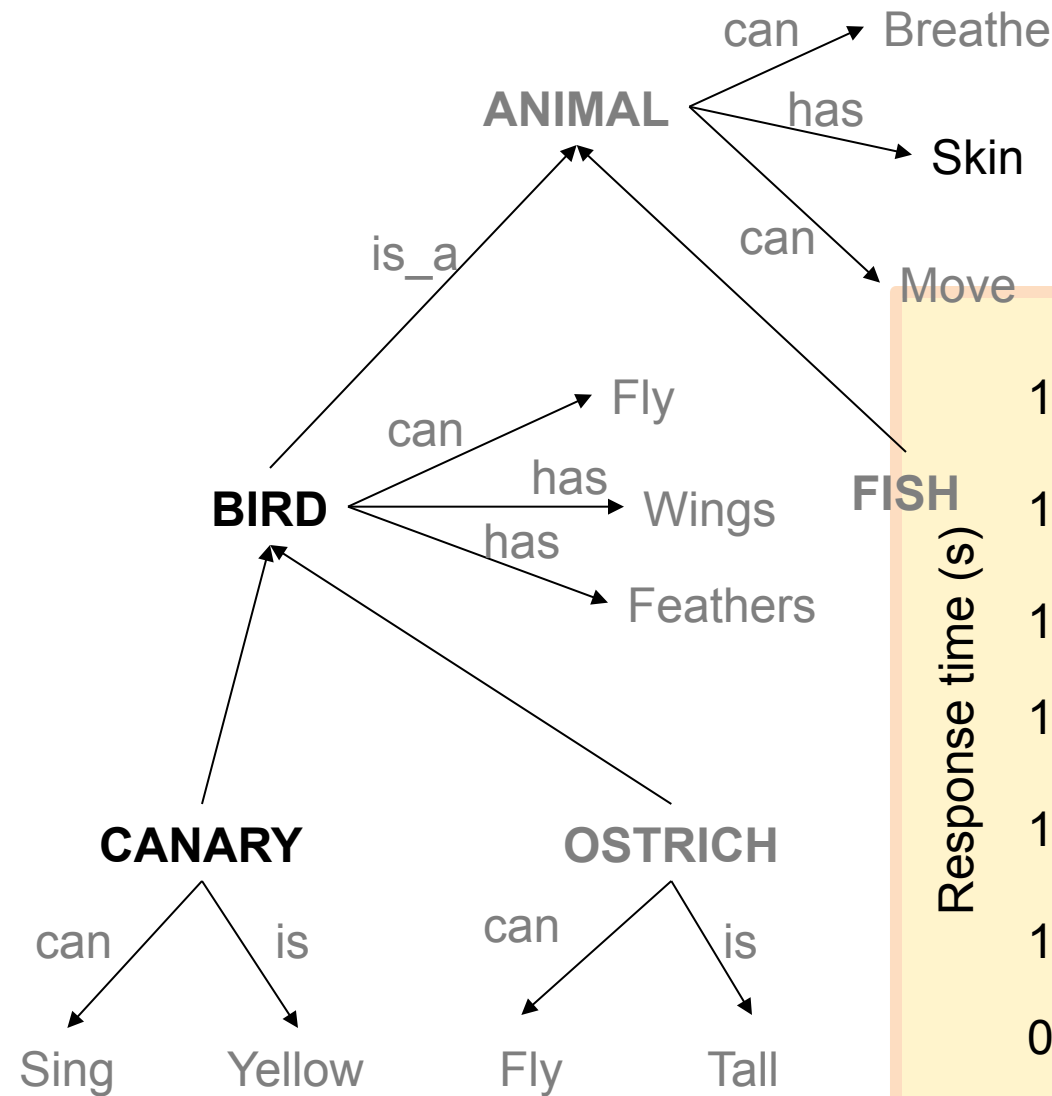 can
Breathe
ANIMAL
has
Skin
can
is_a
Move
1
Fly
can
has
BIRD
Wings
FISH
1
has
Feathers
1
Response time (s)
1
CANARY
OSTRICH
1
can
is
can
is
1
0
Sing
Yellow
Fly
Tall